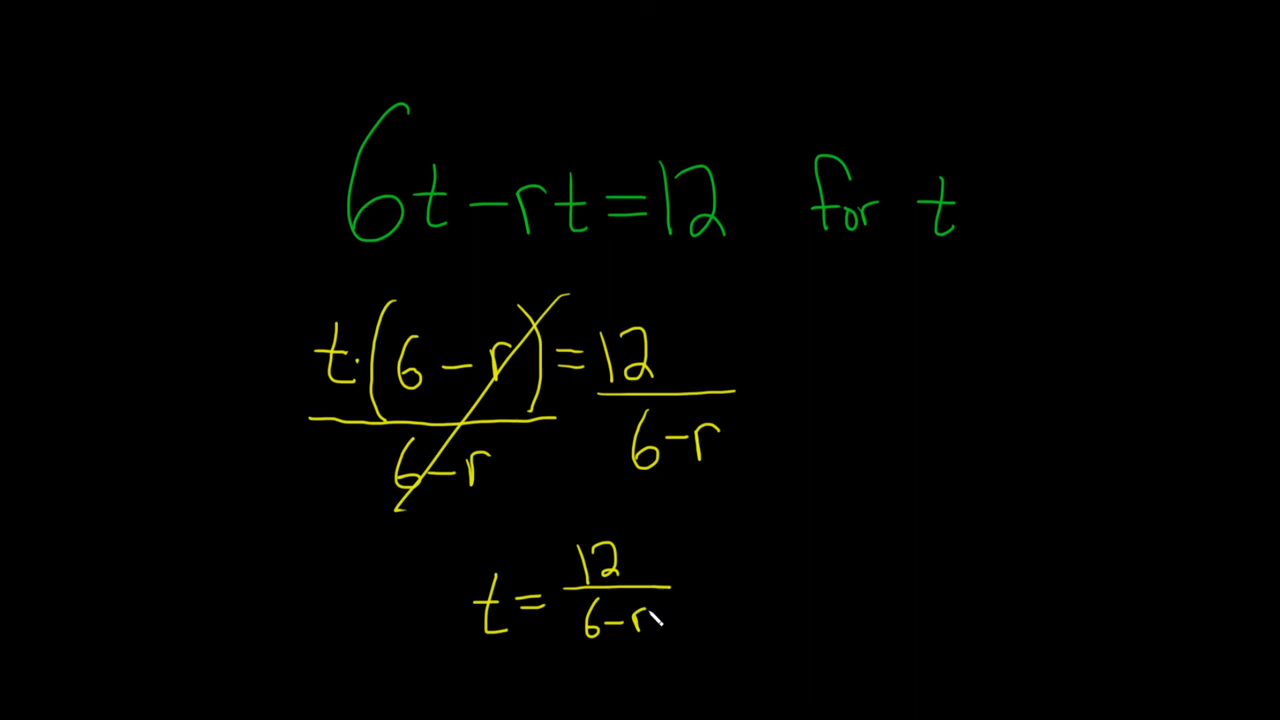 6t - rt = 12 for t
t·(6 - r) = 12
6 - r 6 - r
t = 12
6 - r